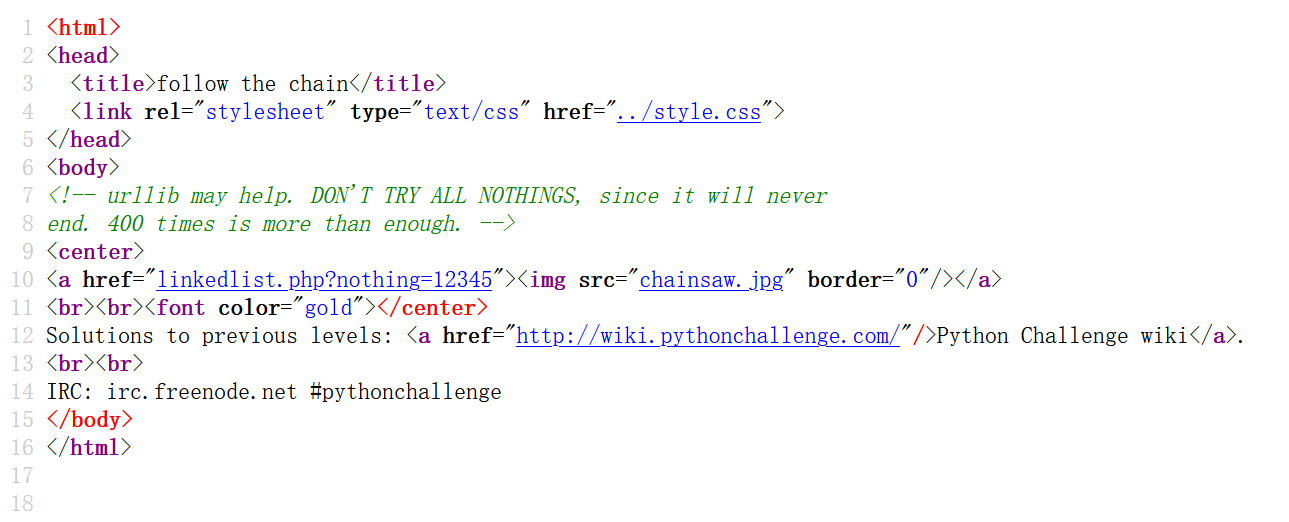 1 <html>
2 <head>
3   <title>follow the chain</title>
4   <link rel="stylesheet" type="text/css" href="../style.css">
5 </head>
6 <body>
7 <!-- urllib may help. DON'T TRY ALL NOTHINGS, since it will never
8 end. 400 times is more than enough. -->
9 <center>
10 <a href="linkedlist.php?nothing=12345"><img src="chainsaw.jpg" border="0"/></a>
11 <br><br><font color="gold"></center>
12 Solutions to previous levels: <a href="http://wiki.pythonchallenge.com/"/>Python Challenge wiki</a>.
13 <br><br>
14 IRC: irc.freenode.net #pythonchallenge
15 </body>
16 </html>
17
18